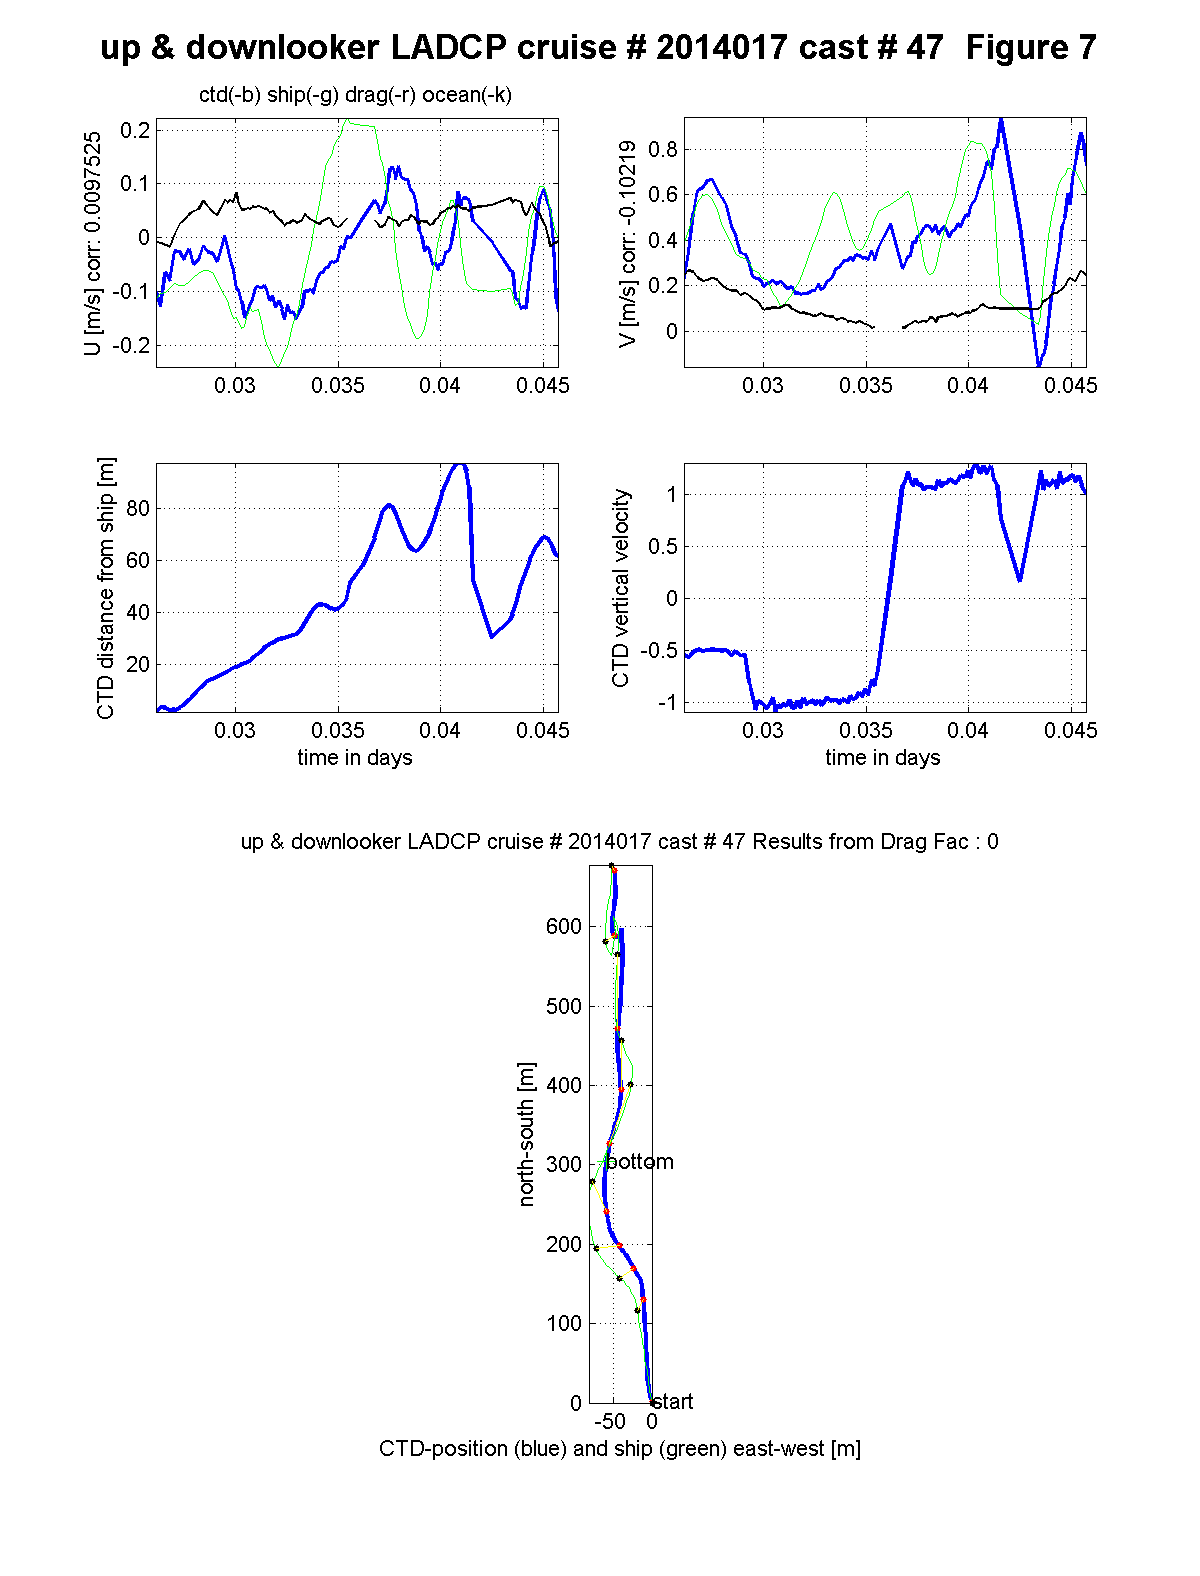 up & downlooker LADCP cruise # 2014017 cast # 47  Figure 7
ctd(-b) ship(-g) drag(-r) ocean(-k)
U [m/s] corr: 0.0097525
0.2
0.1
0
-0.1
-0.2
0.03 0.035 0.04 0.045
V [m/s] corr: -0.10219
0.8
0.6
0.4
0.2
0
0.03 0.035 0.04 0.045
CTD distance from ship [m]
80
60
40
20
0.03 0.035 0.04 0.045
time in days
CTD vertical velocity
1
0.5
0
-0.5
-1
0.03 0.035 0.04 0.045
time in days
up & downlooker LADCP cruise # 2014017 cast # 47 Results from Drag Fac : 0
north-south [m]
600
500
400
300
200
100
0
bottom
start
-50 0
CTD-position (blue) and ship (green) east-west [m]